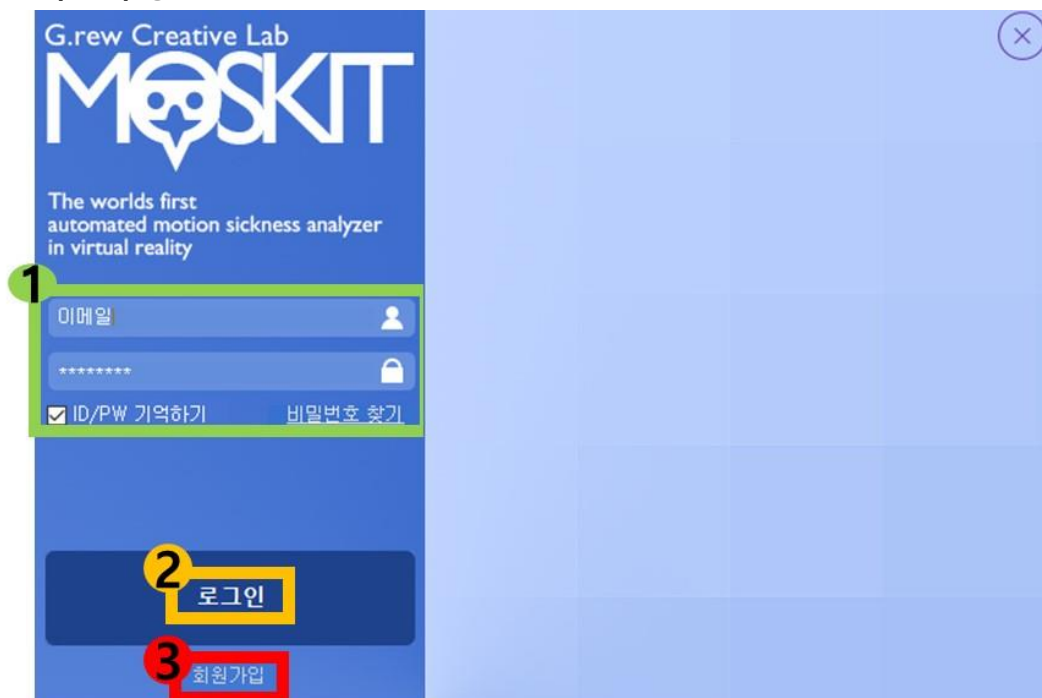 G.rew Creative Lab
MOSKIT
The worlds first
automated motion sickness analyzer
in virtual reality
1
이메일
********
ID/PW 기억하기 비밀번호 찾기
2
로그인
3
회원가입